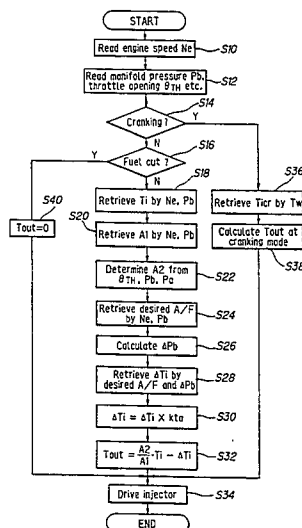 START
Read engine speed Ne
S10
Read manifold pressure Pb,
throttle opening θTH etc.
S12
Cranking ?
S14
Y
N
Fuel cut ?
S16
Y
N
Retrieve Ti by Ne, Pb
S18
Retrieve Ticr by Tw
S36
S40
Tout=0
S20
Retrieve A1 by Ne, Pb
Calculate Tout at
cranking mode
S38
Determine A2 from
θTH, Pb, Pa
S22
Retrieve desired A/F
by Ne, Pb
S24
Calculate ΔPb
S26
Retrieve ΔTi by
desired A/F and ΔPb
S28
ΔTi = ΔTi X kta
S30
Tout = A2/A1 ·Ti − ΔTi
S32
Drive injector
S34
END